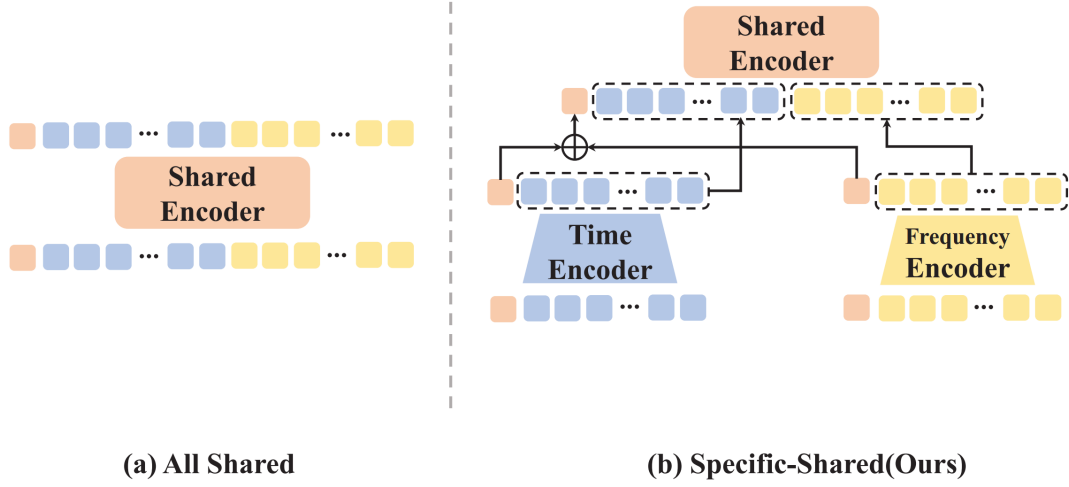 Shared
Encoder
(a) All Shared
Shared
Encoder
Time
Encoder
Frequency
Encoder
(b) Specific-Shared(Ours)